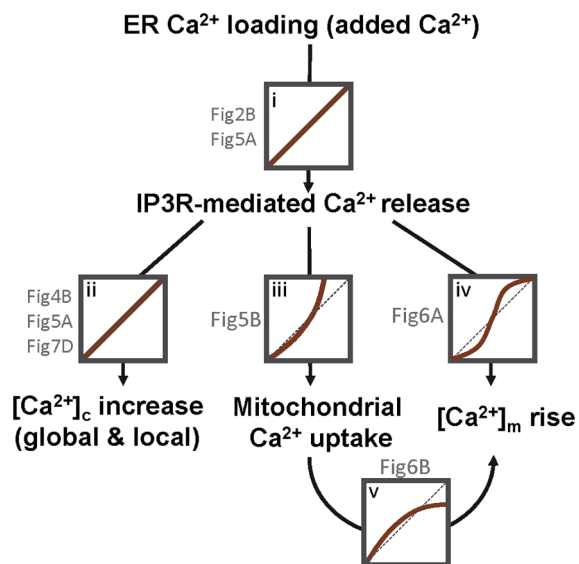 ER Ca²⁺ loading (added Ca²⁺)
i
Fig2B
Fig5A
IP3R-mediated Ca²⁺ release
ii
Fig4B
Fig5A
Fig7D
iii
Fig5B
iv
Fig6A
[Ca²⁺]c increase
(global & local)
Mitochondrial
Ca²⁺ uptake
[Ca²⁺]m rise
Fig6B
v